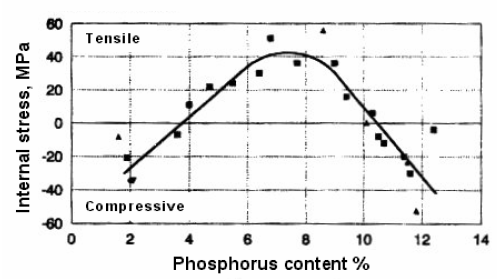 60
Tensile
40
20
0
-20
-40
Compressive
-60
Internal stress, MPa
0 2 4 6 8 10 12 14
Phosphorus content %